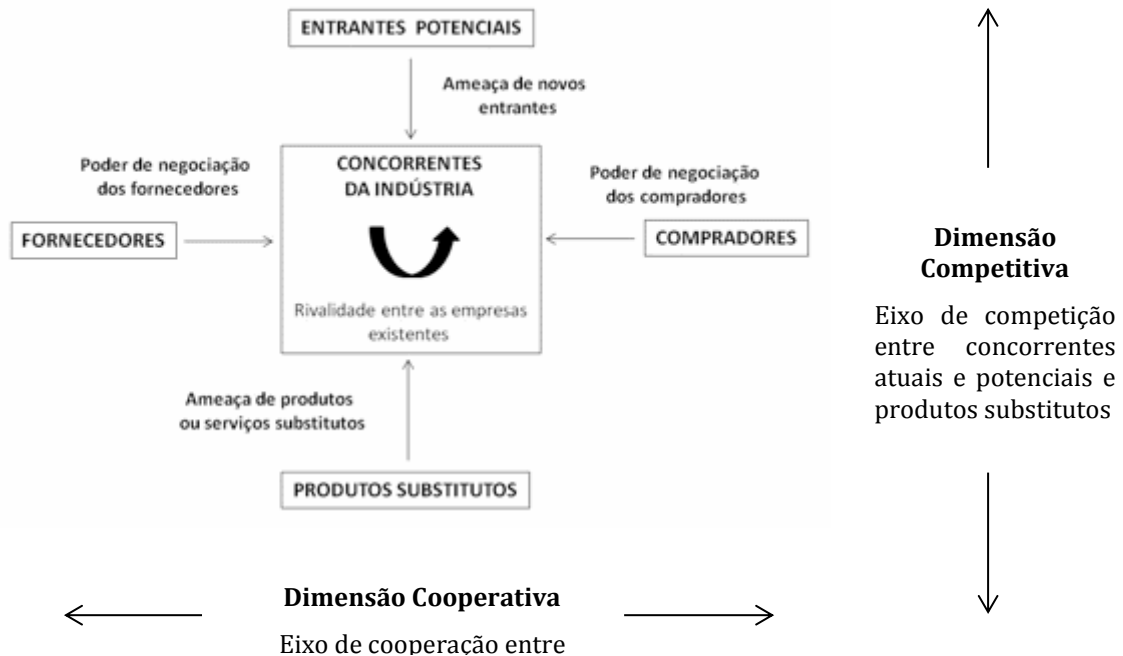 ENTRANTES POTENCIAIS
Ameaça de novos
entrantes
Poder de negociação
dos fornecedores
CONCORRENTES
DA INDÚSTRIA
Poder de negociação
dos compradores
FORNECEDORES
COMPRADORES
Rivalidade entre as empresas
existentes
Ameaça de produtos
ou serviços substitutos
PRODUTOS SUBSTITUTOS
Dimensão
Competitiva
Eixo de competição
entre concorrentes
atuais e potenciais e
produtos substitutos
Dimensão Cooperativa
Eixo de cooperação entre